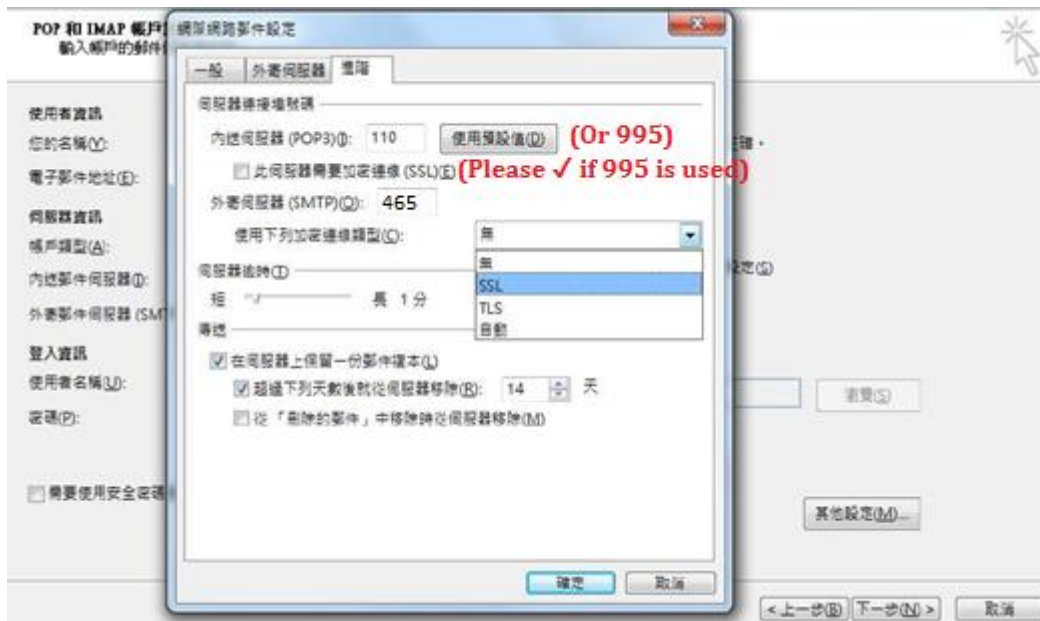 POP 和 IMAP 帳戶
輸入帳戶的郵件
網際網路郵件設定
一般 外寄伺服器 進階
伺服器連接埠號碼
使用者資訊
內送伺服器 (POP3)(I): 110 使用預設值(D) (Or 995)
您的名稱(Y):
此伺服器需要加密連線 (SSL)(E) (Please ✓ if 995 is used)
電子郵件地址(E):
外寄伺服器 (SMTP)(O): 465
伺服器資訊
使用下列加密連線類型(C): 無
帳戶類型(A):
無
伺服器逾時(T)
SSL
內送郵件伺服器(I):
短 長 1 分
TLS
外寄郵件伺服器 (SMT
自動
傳送
登入資訊
在伺服器上保留一份郵件複本(L)
使用者名稱(U):
超過下列天數後就從伺服器移除(R): 14 天
瀏覽(S)
密碼(P):
從「刪除的郵件」中移除時從伺服器移除(M)
需要使用安全密碼
其他設定(M)...
確定 取消
< 上一步(B) 下一步(N) > 取消